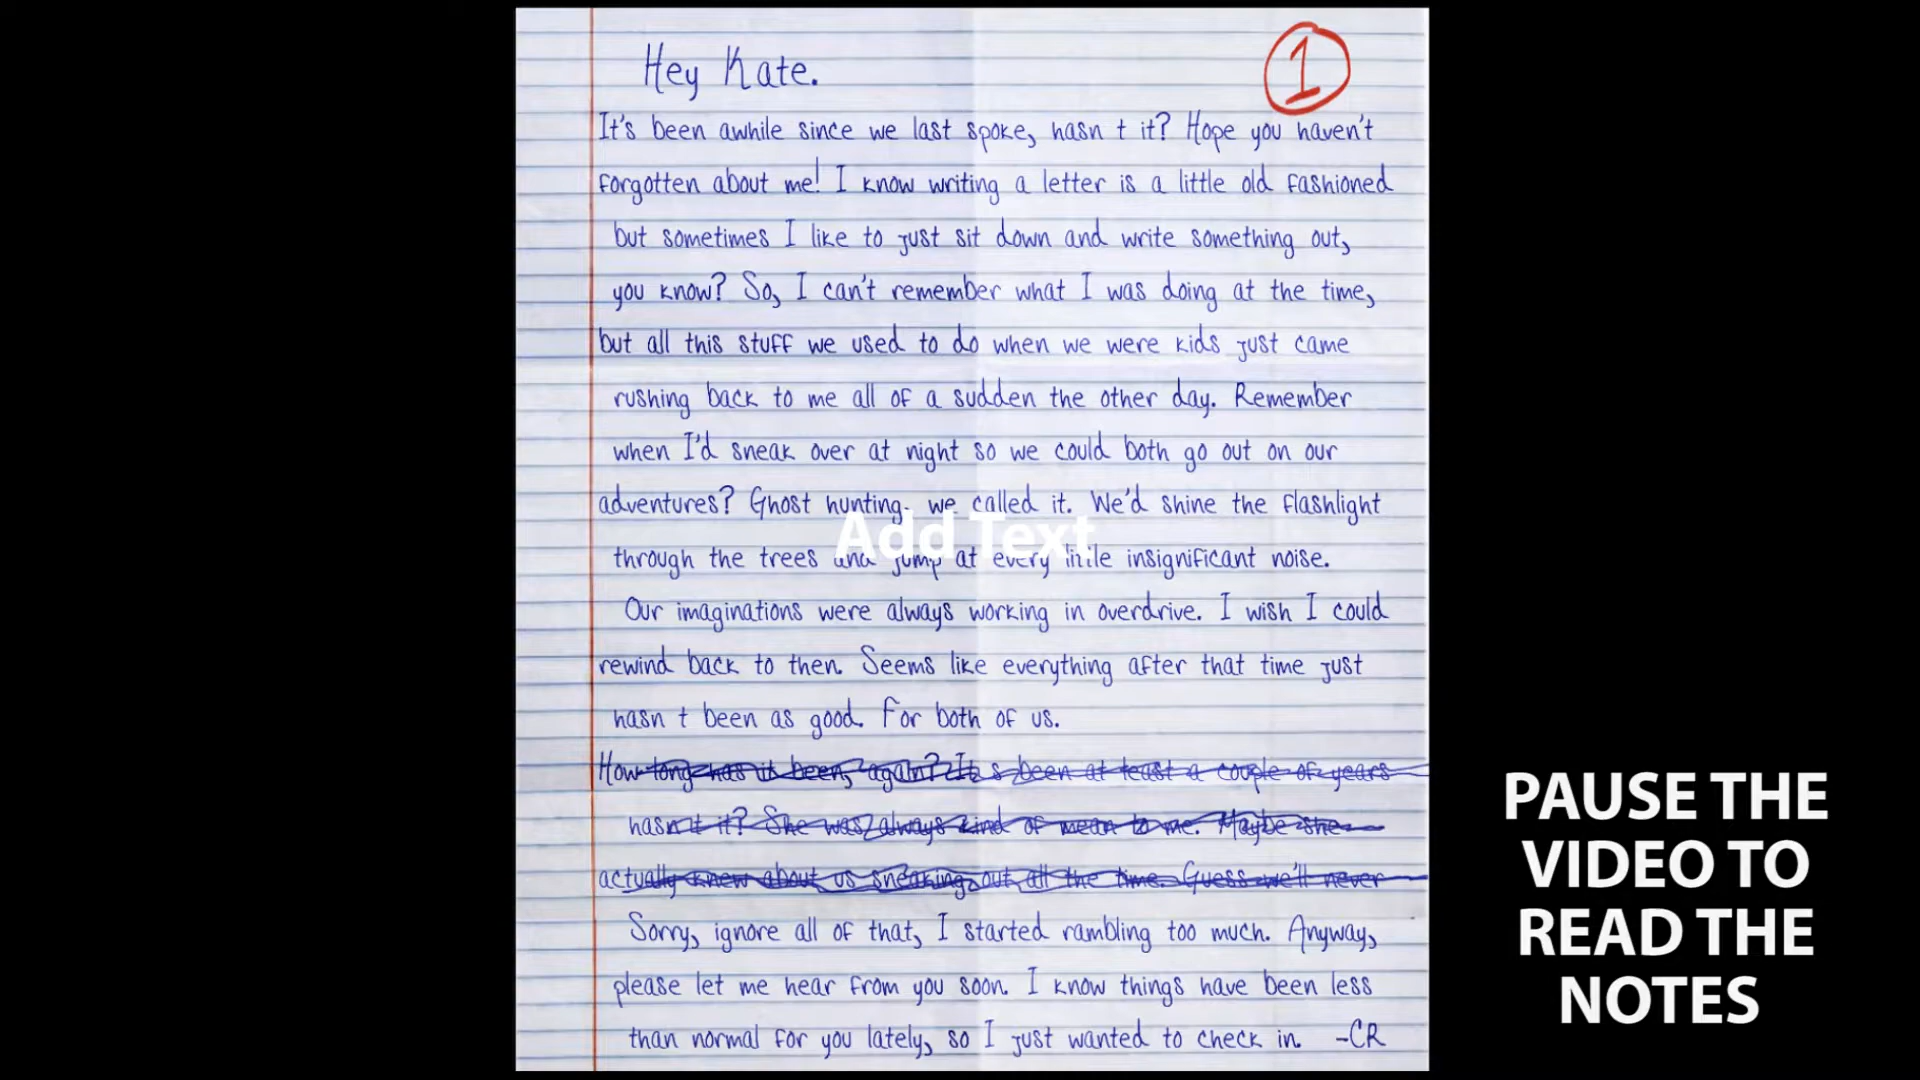 Hey Kate.
1
It's been awhile since we last spoke, hasn t it? Hope you haven't
forgotten about me! I know writing a letter is a little old fashioned
but sometimes I like to just sit down and write something out,
you know? So, I can't remember what I was doing at the time,
but all this stuff we used to do when we were kids just came
rushing back to me all of a sudden the other day. Remember
when I'd sneak over at night so we could both go out on our
adventures? Ghost hunting, we called it. We'd shine the flashlight
Add Text
through the trees and jump at every little insignificant noise.
Our imaginations were always working in overdrive. I wish I could
rewind back to then. Seems like everything after that time just
hasn t been as good. For both of us.
How long has it been, again? It s been at least a couple of years
hasn t it? She was always kind of mean to me. Maybe she
actually knew about us sneaking out all the time. Guess we'll never
Sorry, ignore all of that, I started rambling too much. Anyway,
please let me hear from you soon. I know things have been less
than normal for you lately, so I just wanted to check in. -CR
PAUSE THE
VIDEO TO
READ THE
NOTES